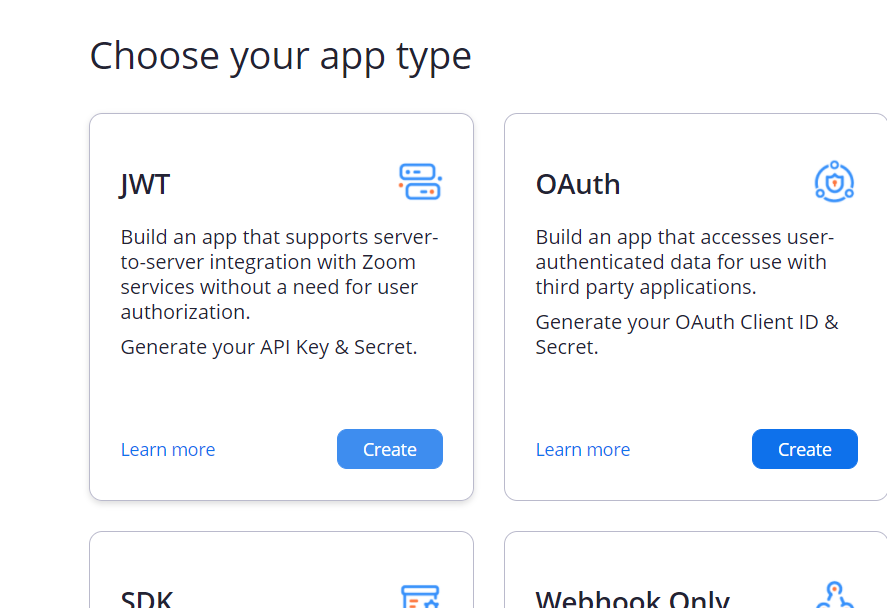 Choose your app type
JWT
Build an app that supports server-
to-server integration with Zoom
services without a need for user
authorization.
Generate your API Key & Secret.
Learn more
Create
OAuth
Build an app that accesses user-
authenticated data for use with
third party applications.
Generate your OAuth Client ID &
Secret.
Learn more
Create
SDK
Webhook Only